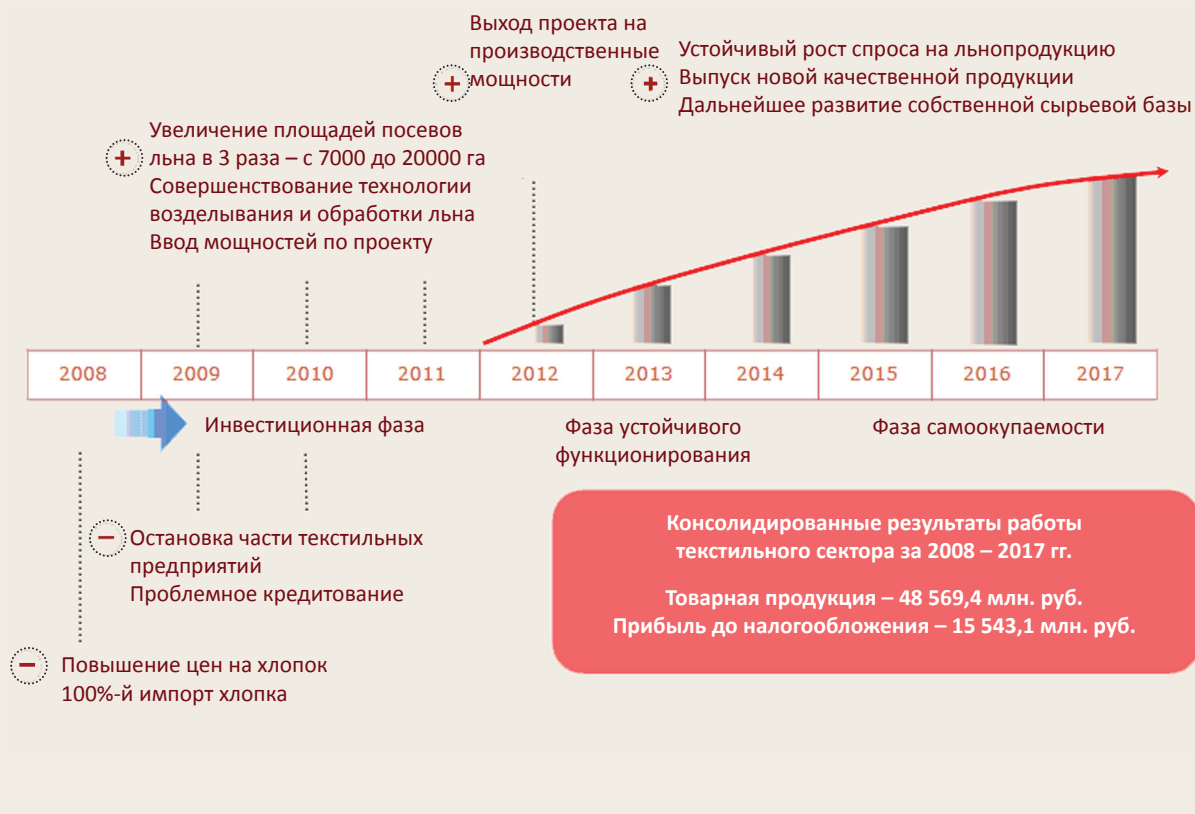 Выход проекта на
производственные
мощности
+
Устойчивый рост спроса на льнопродукцию
Выпуск новой качественной продукции
Дальнейшее развитие собственной сырьевой базы
+
Увеличение площадей посевов
льна в 3 раза – с 7000 до 20000 га
Совершенствование технологии
возделывания и обработки льна
Ввод мощностей по проекту
+
2008 2009 2010 2011 2012 2013 2014 2015 2016 2017
Инвестиционная фаза
Фаза устойчивого
функционирования
Фаза самоокупаемости
–
Остановка части текстильных
предприятий
Проблемное кредитование
Консолидированные результаты работы
текстильного сектора за 2008 – 2017 гг.
Товарная продукция – 48 569,4 млн. руб.
Прибыль до налогообложения – 15 543,1 млн. руб.
–
Повышение цен на хлопок
100%-й импорт хлопка